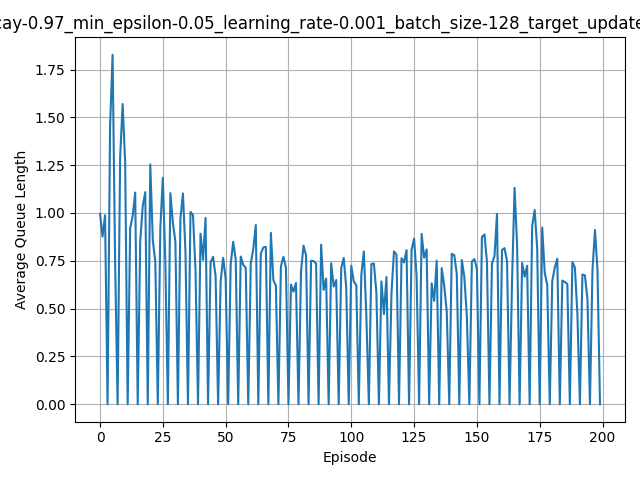 cay-0.97_min_epsilon-0.05_learning_rate-0.001_batch_size-128_target_update
1.75
1.50
1.25
1.00
0.75
0.50
0.25
0.00
Average Queue Length
0 25 50 75 100 125 150 175 200
Episode